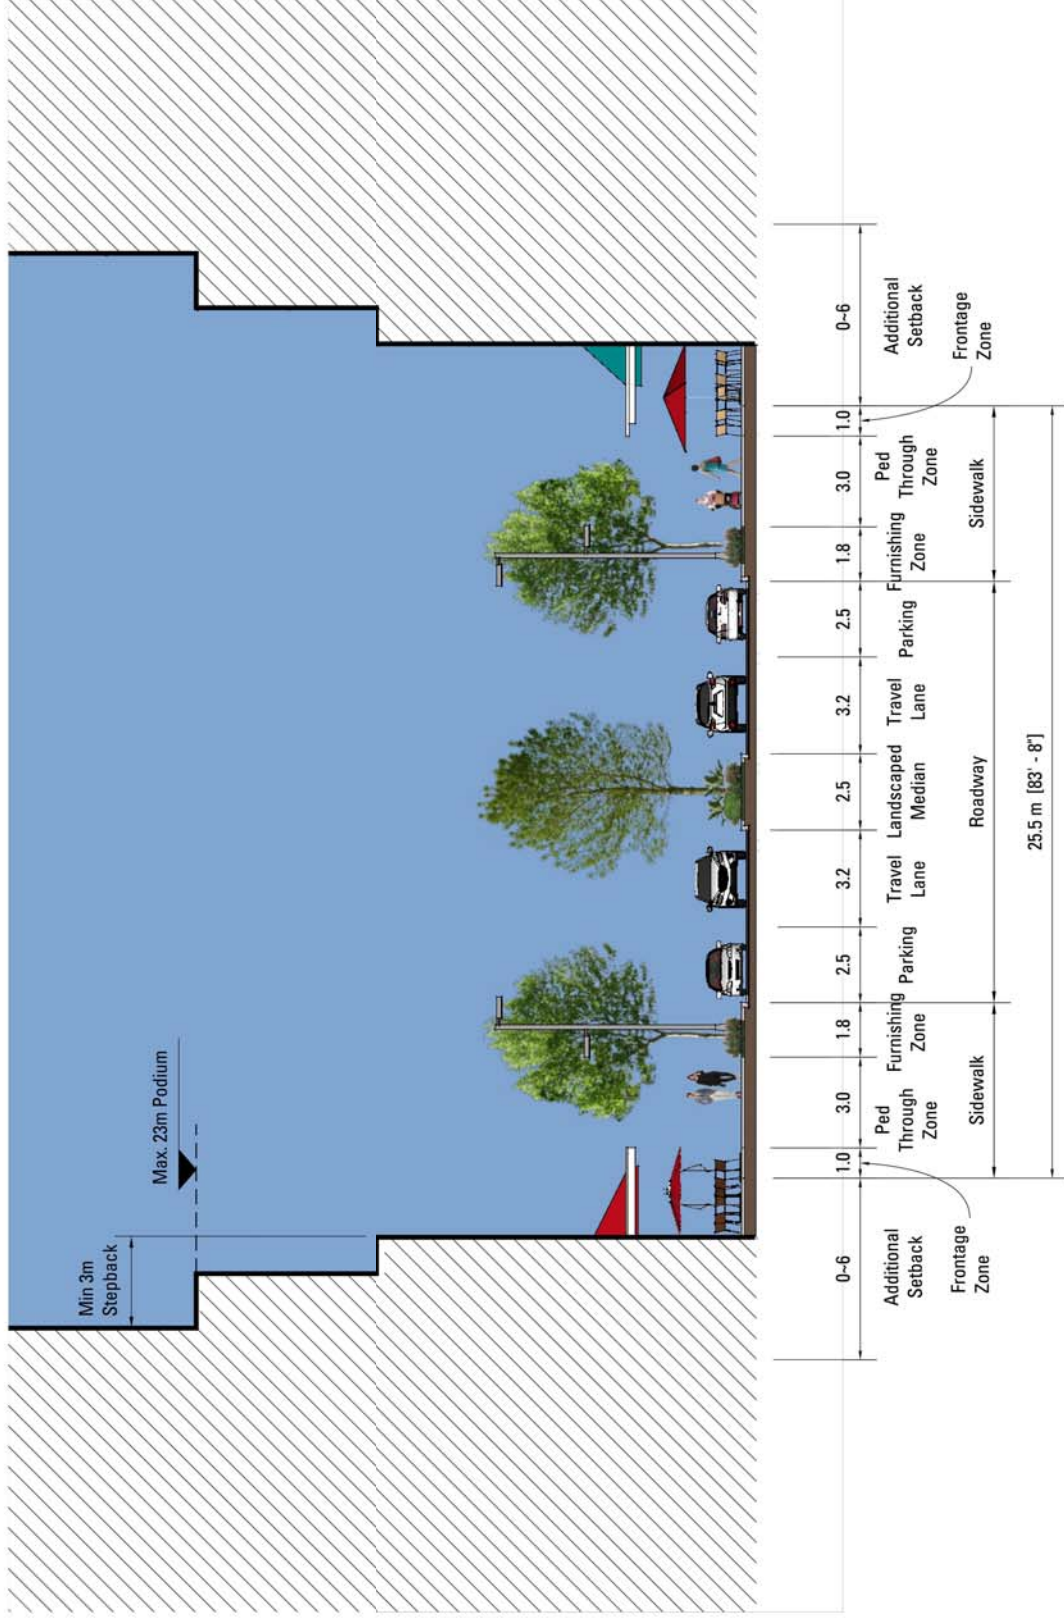 Min 3m
Stepback
Max. 23m Podium
0~6
1.0
3.0
1.8
2.5
3.2
2.5
3.2
2.5
1.8
3.0
1.0
0~6
Additional
Setback
Ped
Through
Zone
Furnishing
Zone
Parking
Travel
Lane
Landscaped
Median
Travel
Lane
Parking
Furnishing
Zone
Ped
Through
Zone
Additional
Setback
Frontage
Zone
Sidewalk
Roadway
Sidewalk
Frontage
Zone
25.5 m [83' - 8"]